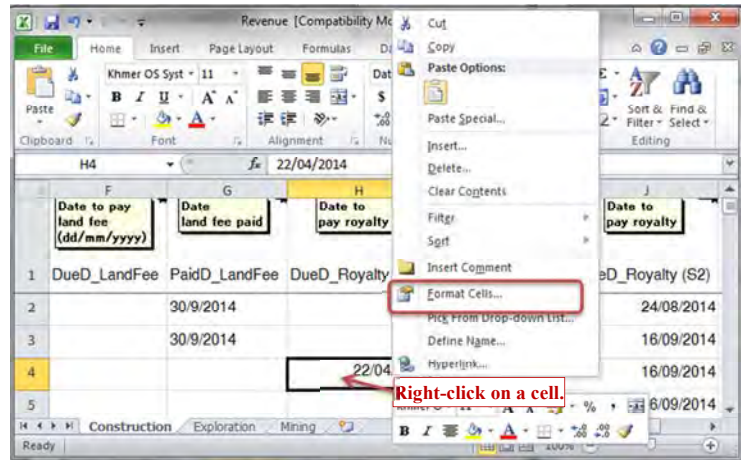 Revenue [Compatibility Mo
File Home Insert Page Layout Formulas
Paste
Khmer OS Syst 11
B I U A A
Clipboard Font Alignment
Sort & Filter Find & Select
Editing
H4 fx 22/04/2014
F G H J
Date to pay land fee (dd/mm/yyyy)
Date land fee paid
Date to pay royalty
Date to pay royalty
1 DueD_LandFee PaidD_LandFee DueD_Royalty eD_Royalty (S2)
2 30/9/2014 24/08/2014
3 30/9/2014 16/09/2014
4 22/04 16/09/2014
5 6/09/2014
Cut
Copy
Paste Options:
Paste Special...
Insert...
Delete...
Clear Contents
Filter
Sort
Insert Comment
Format Cells...
Pick From Drop-down List...
Define Name...
Hyperlink...
Right-click on a cell.
B I A
Construction Exploration Mining
Ready 100%